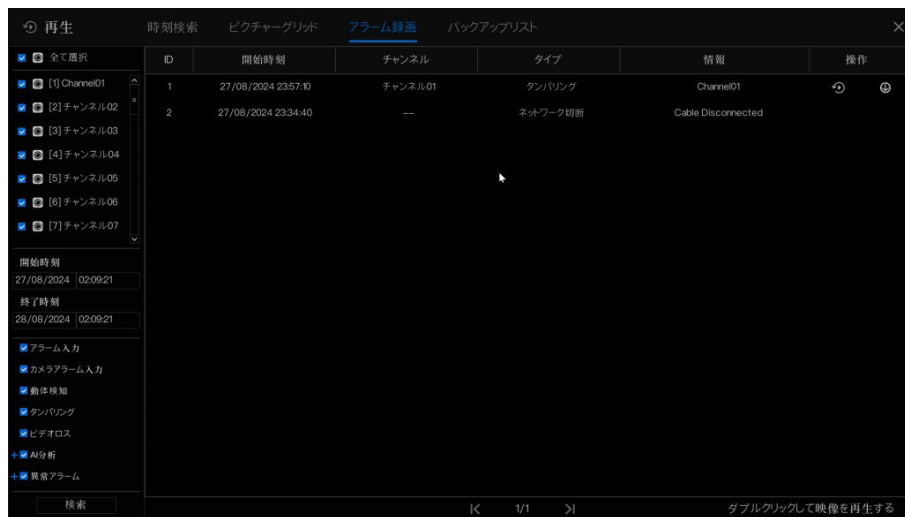 再生
時刻検索 ピクチャーグリッド アラーム録画 バックアップリスト
全て選択
[1] Channel01
[2] チャンネル02
[3] チャンネル03
[4] チャンネル04
[5] チャンネル05
[6] チャンネル06
[7] チャンネル07
開始時刻
27/08/2024 02:09:21
終了時刻
28/08/2024 02:09:21
アラーム入力
カメラアラーム入力
動体検知
タンパリング
ビデオロス
AI分析
異常アラーム
検索
ID 開始時刻 チャンネル タイプ 情報 操作
1 27/08/2024 23:57:10 チャンネル01 タンパリング Channel01
2 27/08/2024 23:34:40 -- ネットワーク切断 Cable Disconnected
1/1
ダブルクリックして映像を再生する